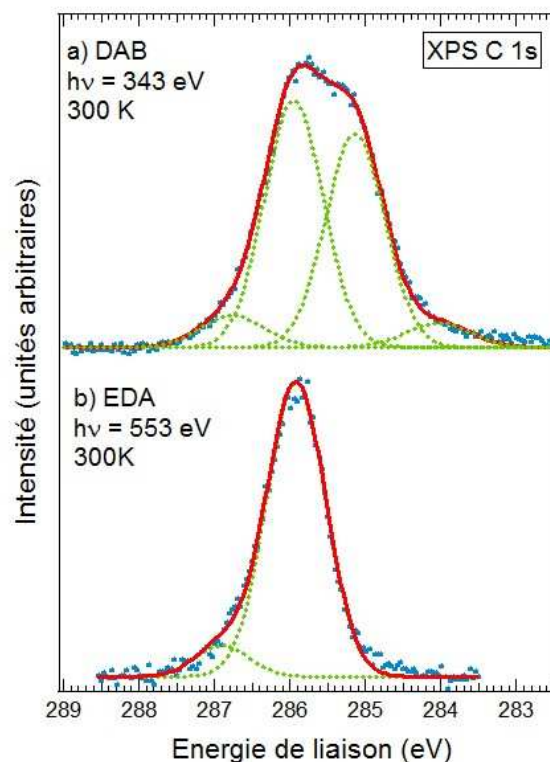 a) DAB
hν = 343 eV
300 K
XPS C 1s
b) EDA
hν = 553 eV
300K
Intensité (unités arbitraires)
289 288 287 286 285 284 283
Energie de liaison (eV)